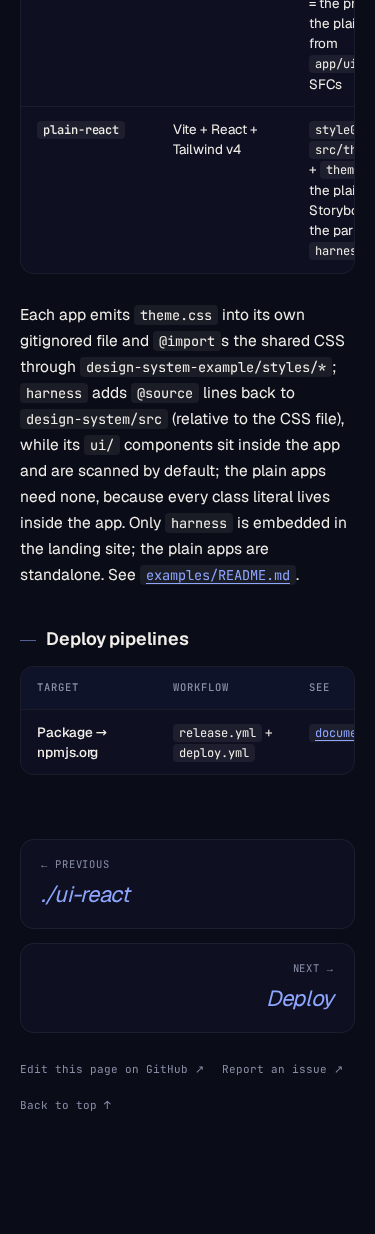 the plai
from
app/ui
SFCs
plain-react
Vite + React +
Tailwind v4
src/th
+ them
the plai
Storybo
the par
harnes
Each app emits theme.css into its own
gitignored file and @imports the shared CSS
through design-system-example/styles/*;
harness adds @source lines back to
design-system/src (relative to the CSS file),
while its ui/ components sit inside the app
and are scanned by default; the plain apps
need none, because every class literal lives
inside the app. Only harness is embedded in
the landing site; the plain apps are
standalone. See examples/README.md.
— Deploy pipelines
TARGET WORKFLOW SEE
Package →
npmjs.org
release.yml +
deploy.yml
docume
← PREVIOUS
./ui-react
NEXT →
Deploy
Edit this page on GitHub ↗ Report an issue ↗
Back to top ↑